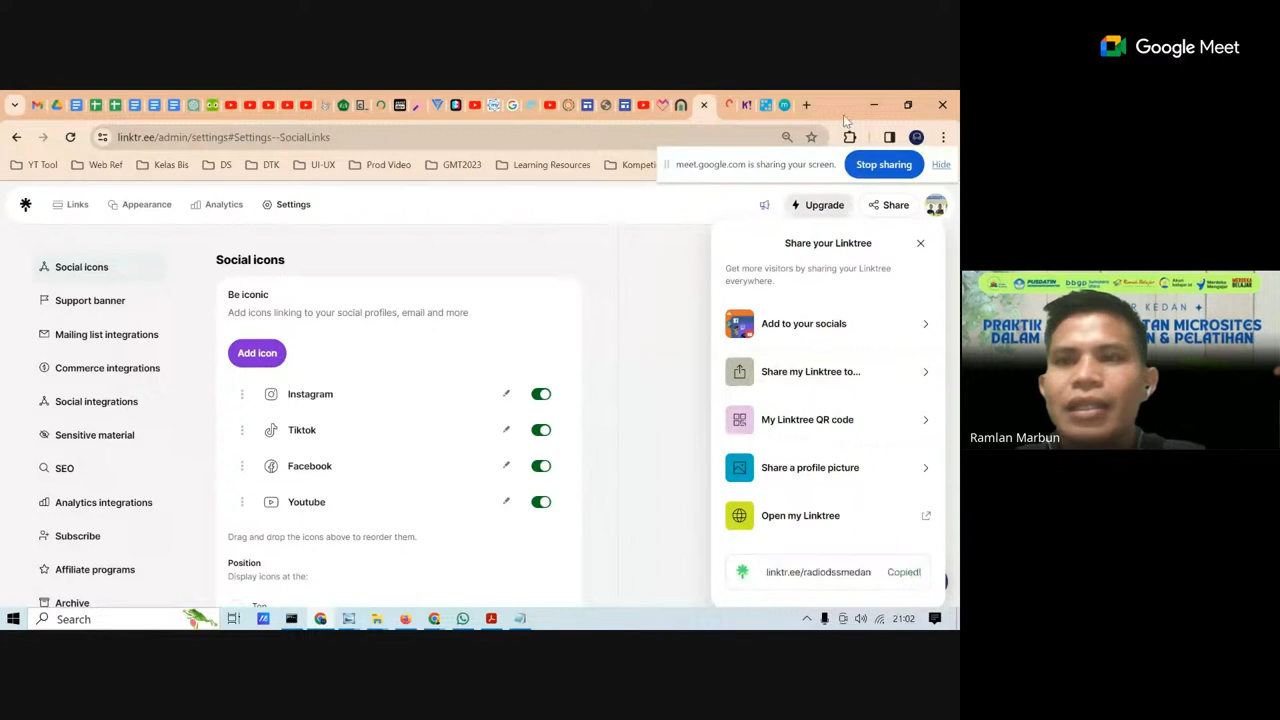 Google Meet
linktr.ee/admin/settings#Settings--SocialLinks
YT Tool
Web Ref
Kelas Bis
DS
DTK
UI-UX
Prod Video
GMT2023
Learning Resources
Kompeti
meet.google.com is sharing your screen.
Stop sharing
Hide
Links
Appearance
Analytics
Settings
Upgrade
Share
Social icons
Support banner
Mailing list integrations
Commerce integrations
Social integrations
Sensitive material
SEO
Analytics integrations
Subscribe
Affiliate programs
Archive
Social icons
Be iconic
Add icons linking to your social profiles, email and more
Add icon
Instagram
Tiktok
Facebook
Youtube
Drag and drop the icons above to reorder them.
Position
Display icons at the:
Top
Share your Linktree
Get more visitors by sharing your Linktree
everywhere.
Add to your socials
Share my Linktree to...
My Linktree QR code
Share a profile picture
Open my Linktree
linktr.ee/radiodssmedan
Copied!
PUSDATIN
bbgp
MERDEKA
BELAJAR
KEDAN
PRAKTIK
TAN MICROSITES
DALAM
& PELATIHAN
Ramlan Marbun
Search
21:02